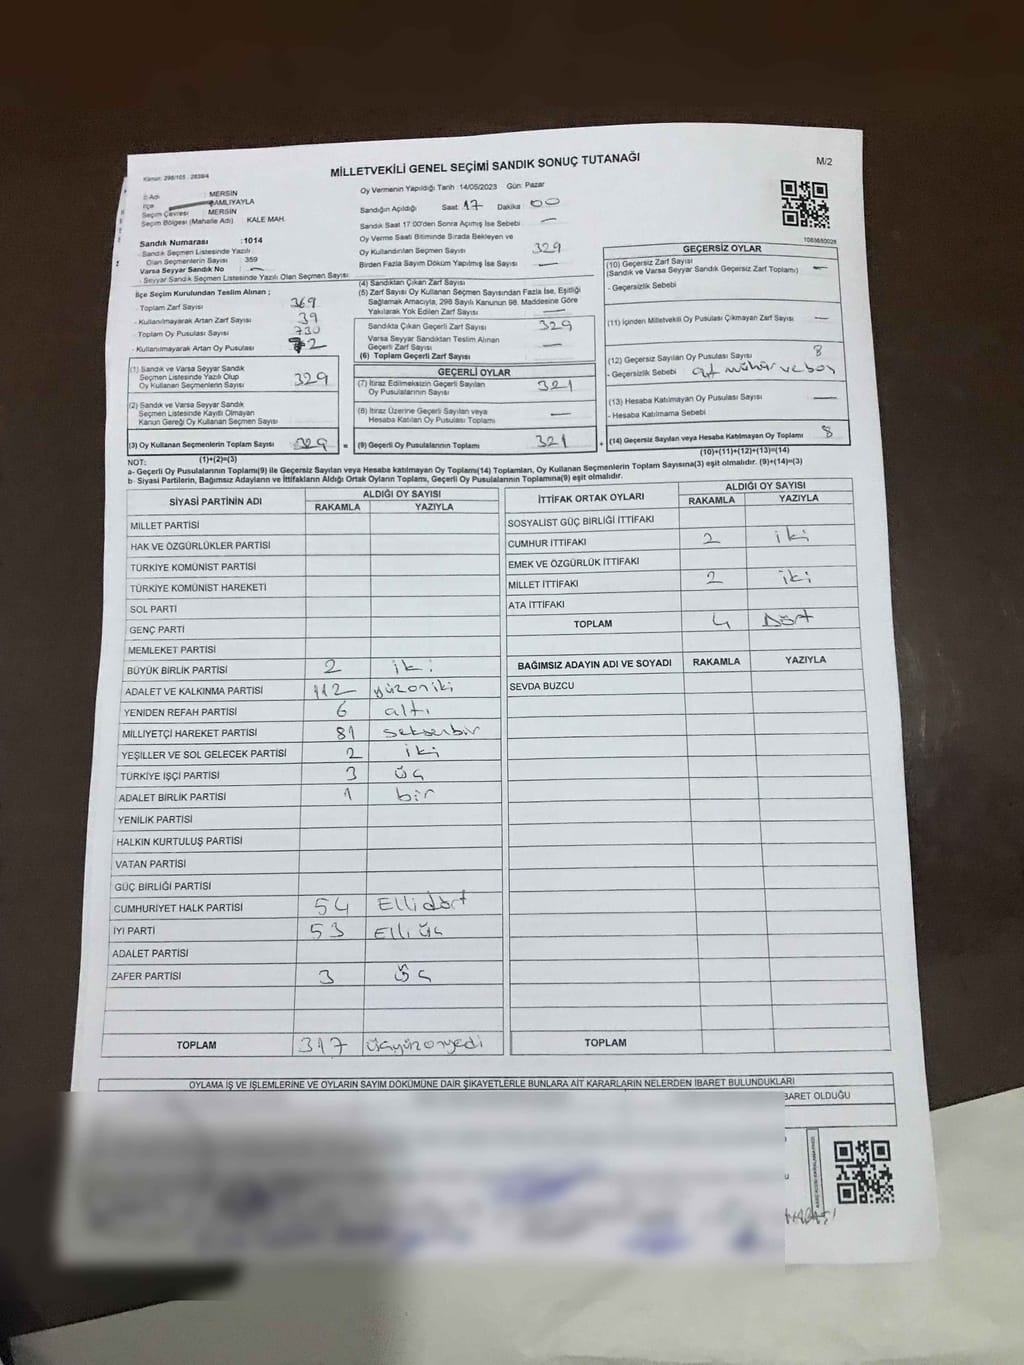 Kanun: 298/105 . 2839/4
MİLLETVEKİLİ GENEL SEÇİMİ SANDIK SONUÇ TUTANAĞI
M/2
İl Adı : MERSİN
İlçe ÇAMLIYAYLA
Seçim Çevresi : MERSİN
Seçim Bölgesi (Mahalle Adı) KALE MAH.
Sandık Numarası :1014
Sandık Seçmen Listesinde Yazılı
Olan Seçmenlerin Sayısı 359
Varsa Seyyar Sandık No —
- Seyyar Sandık Seçmen Listesinde Yazılı Olan Seçmen Sayısı:
Oy Vermenin Yapıldığı Tarih :14/05/2023 Gün: Pazar
Sandığın Açıldığı Saat: 17 Dakika 00
Sandık Saat 17:00'den Sonra Açılmış İse Sebebi —
Oy Verme Saati Bitiminde Sırada Bekleyen ve
Oy Kullandırılan Seçmen Sayısı 329
Birden Fazla Sayım Döküm Yapılmış İse Sayısı —
1083680028
İlçe Seçim Kurulundan Teslim Alınan ;
- Toplam Zarf Sayısı 369
- Kullanılmayarak Artan Zarf Sayısı 39
- Toplam Oy Pusulası Sayısı 730
- Kullanılmayarak Artan Oy Pusulası 2
(1) Sandık ve Varsa Seyyar Sandık
Seçmen Listesinde Yazılı Olup
Oy Kullanan Seçmenlerin Sayısı 329
(2) Sandık ve Varsa Seyyar Sandık
Seçmen Listesinde Kayıtlı Olmayan
Kanun Gereği Oy Kullanan Seçmen Sayısı
(3) Oy Kullanan Seçmenlerin Toplam Sayısı 329 =
(1)+(2)=(3)
(4) Sandıktan Çıkan Zarf Sayısı
(5) Zarf Sayısı Oy Kullanan Seçmen Sayısından Fazla İse, Eşitliği
Sağlamak Amacıyla, 298 Sayılı Kanunun 98. Maddesine Göre
Yakılarak Yok Edilen Zarf Sayısı —
Sandıkta Çıkan Geçerli Zarf Sayısı 329
Varsa Seyyar Sandıktan Teslim Alınan
Geçerli Zarf Sayısı —
(6) Toplam Geçerli Zarf Sayısı
GEÇERLİ OYLAR
(7) İtiraz Edilmeksizin Geçerli Sayılan
Oy Pusulalarının Sayısı 321
(8) İtiraz Üzerine Geçerli Sayılan veya
Hesaba Katılan Oy Pusulaları Toplamı —
(9) Geçerli Oy Pusulalarının Toplamı 321 +
GEÇERSİZ OYLAR
(10) Geçersiz Zarf Sayısı
(Sandık ve Varsa Seyyar Sandık Geçersiz Zarf Toplamı) —
- Geçersizlik Sebebi
(11) İçinden Milletvekili Oy Pusulası Çıkmayan Zarf Sayısı —
(12) Geçersiz Sayılan Oy Pusulası Sayısı 8
- Geçersizlik Sebebi çift mühür ve boş
(13) Hesaba Katılmayan Oy Pusulası Sayısı —
- Hesaba Katılmama Sebebi
(14) Geçersiz Sayılan veya Hesaba Katılmayan Oy Toplamı 8
(10)+(11)+(12)+(13)=(14)
NOT:
a- Geçerli Oy Pusulalarının Toplamı(9) ile Geçersiz Sayılan veya Hesaba katılmayan Oy Toplamı(14) Toplamları, Oy Kullanan Seçmenlerin Toplam Sayısına(3) eşit olmalıdır. (9)+(14)=(3)
b- Siyasi Partilerin, Bağımsız Adayların ve İttifakların Aldığı Ortak Oyların Toplamı, Geçerli Oy Pusulalarının Toplamına(9) eşit olmalıdır.
SİYASİ PARTİNİN ADI ALDIĞI OY SAYISI
RAKAMLA YAZIYLA
MİLLET PARTİSİ
HAK VE ÖZGÜRLÜKLER PARTİSİ
TÜRKİYE KOMÜNİST PARTİSİ
TÜRKİYE KOMÜNİST HAREKETİ
SOL PARTİ
GENÇ PARTİ
MEMLEKET PARTİSİ
BÜYÜK BİRLİK PARTİSİ 2 iki
ADALET VE KALKINMA PARTİSİ 112 yüzoniki
YENİDEN REFAH PARTİSİ 6 altı
MİLLİYETÇİ HAREKET PARTİSİ 81 seksenbir
YEŞİLLER VE SOL GELECEK PARTİSİ 2 iki
TÜRKİYE İŞÇİ PARTİSİ 3 üç
ADALET BİRLİK PARTİSİ 1 bir
YENİLİK PARTİSİ
HALKIN KURTULUŞ PARTİSİ
VATAN PARTİSİ
GÜÇ BİRLİĞİ PARTİSİ
CUMHURİYET HALK PARTİSİ 54 Ellidört
İYİ PARTİ 53 Elli üç
ADALET PARTİSİ
ZAFER PARTİSİ 3 üç
TOPLAM 317 üçyüzonyedi
İTTİFAK ORTAK OYLARI ALDIĞI OY SAYISI
RAKAMLA YAZIYLA
SOSYALIST GÜÇ BİRLİĞİ İTTİFAKI
CUMHUR İTTİFAKI 2 iki
EMEK VE ÖZGÜRLÜK İTTİFAKI
MİLLET İTTİFAKI 2 iki
ATA İTTİFAKI
TOPLAM 4 Dört
BAĞIMSIZ ADAYIN ADI VE SOYADI RAKAMLA YAZIYLA
SEVDA BUZCU
TOPLAM
OYLAMA İŞ VE İŞLEMLERİNE VE OYLARIN SAYIM DÖKÜMÜNE DAİR ŞİKAYETLERLE BUNLARA AİT KARARLARIN NELERDEN İBARET BULUNDUKLARI
BARET OLDUĞU